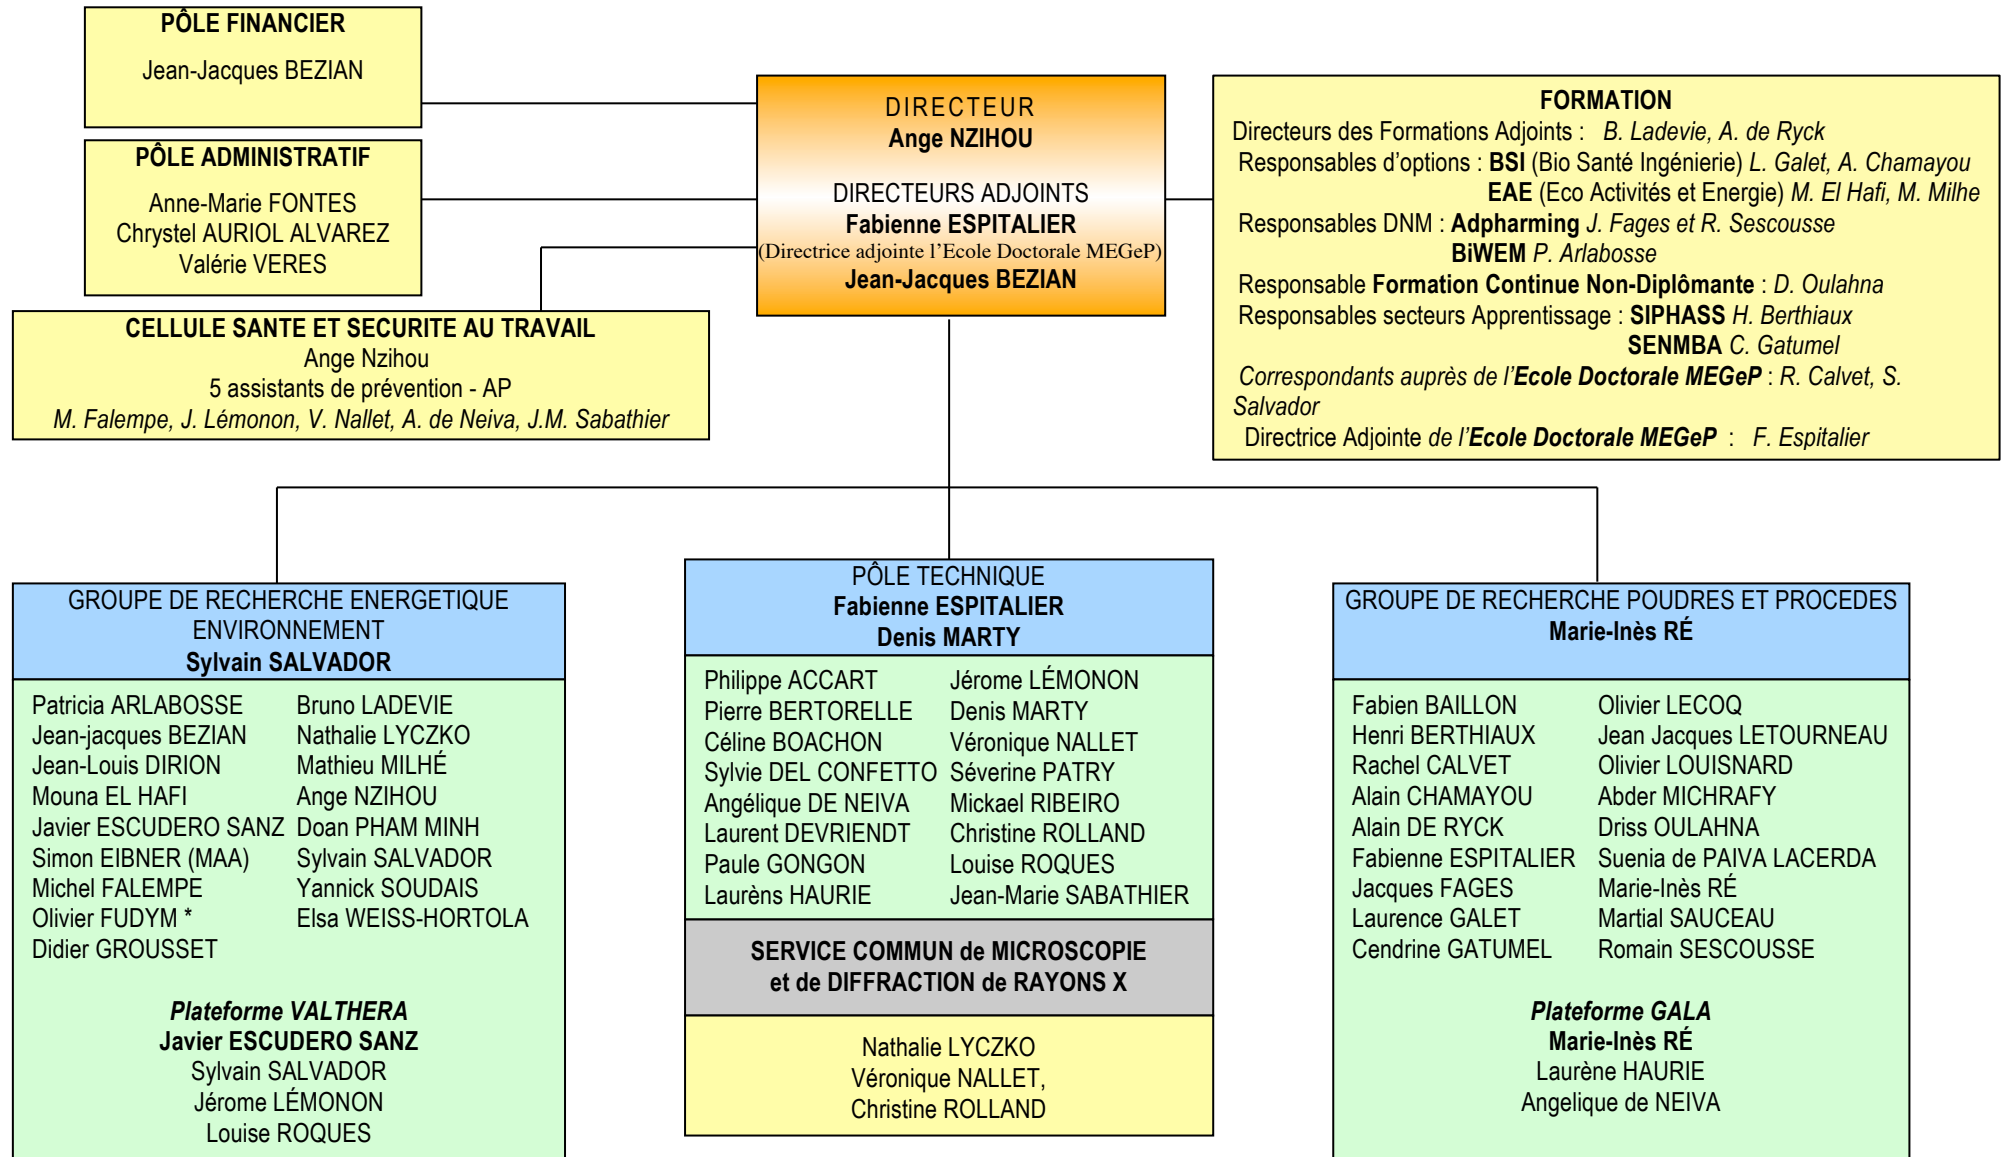 PÔLE FINANCIER
Jean-Jacques BEZIAN
PÔLE ADMINISTRATIF
Anne-Marie FONTES
Chrystel AURIOL ALVAREZ
Valérie VERES
CELLULE SANTE ET SECURITE AU TRAVAIL
Ange Nzihou
5 assistants de prévention - AP
M. Falempe, J. Lémonon, V. Nallet, A. de Neiva, J.M. Sabathier
DIRECTEUR
Ange NZIHOU
DIRECTEURS ADJOINTS
Fabienne ESPITALIER
(Directrice adjointe l'Ecole Doctorale MEGeP)
Jean-Jacques BEZIAN
FORMATION
Directeurs des Formations Adjoints : B. Ladevie, A. de Ryck
Responsables d'options : BSI (Bio Santé Ingénierie) L. Galet, A. Chamayou
EAE (Eco Activités et Energie) M. El Hafi, M. Milhe
Responsables DNM : Adpharming J. Fages et R. Sescousse
BiWEM P. Arlabosse
Responsable Formation Continue Non-Diplômante : D. Oulahna
Responsables secteurs Apprentissage : SIPHASS H. Berthiaux
SENMBA C. Gatumel
Correspondants auprès de l'Ecole Doctorale MEGeP : R. Calvet, S.
Salvador
Directrice Adjointe de l'Ecole Doctorale MEGeP : F. Espitalier
GROUPE DE RECHERCHE ENERGETIQUE
ENVIRONNEMENT
Sylvain SALVADOR
Patricia ARLABOSSE Bruno LADEVIE
Jean-jacques BEZIAN Nathalie LYCZKO
Jean-Louis DIRION Mathieu MILHÉ
Mouna EL HAFI Ange NZIHOU
Javier ESCUDERO SANZ Doan PHAM MINH
Simon EIBNER (MAA) Sylvain SALVADOR
Michel FALEMPE Yannick SOUDAIS
Olivier FUDYM * Elsa WEISS-HORTOLA
Didier GROUSSET
Plateforme VALTHERA
Javier ESCUDERO SANZ
Sylvain SALVADOR
Jérome LÉMONON
Louise ROQUES
PÔLE TECHNIQUE
Fabienne ESPITALIER
Denis MARTY
Philippe ACCART Jérome LÉMONON
Pierre BERTORELLE Denis MARTY
Céline BOACHON Véronique NALLET
Sylvie DEL CONFETTO Séverine PATRY
Angélique DE NEIVA Mickael RIBEIRO
Laurent DEVRIENDT Christine ROLLAND
Paule GONGON Louise ROQUES
Laurèns HAURIE Jean-Marie SABATHIER
SERVICE COMMUN de MICROSCOPIE
et de DIFFRACTION de RAYONS X
Nathalie LYCZKO
Véronique NALLET,
Christine ROLLAND
GROUPE DE RECHERCHE POUDRES ET PROCEDES
Marie-Inès RÉ
Fabien BAILLON Olivier LECOQ
Henri BERTHIAUX Jean Jacques LETOURNEAU
Rachel CALVET Olivier LOUISNARD
Alain CHAMAYOU Abder MICHRAFY
Alain DE RYCK Driss OULAHNA
Fabienne ESPITALIER Suenia de PAIVA LACERDA
Jacques FAGES Marie-Inès RÉ
Laurence GALET Martial SAUCEAU
Cendrine GATUMEL Romain SESCOUSSE
Plateforme GALA
Marie-Inès RÉ
Laurène HAURIE
Angelique de NEIVA